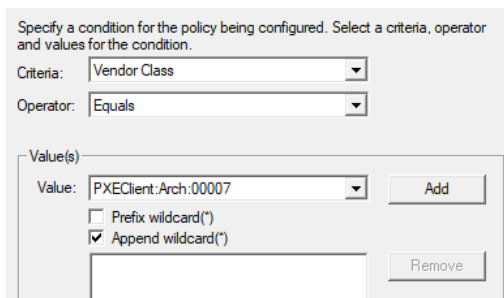 Specify a condition for the policy being configured. Select a criteria, operator
and values for the condition.
Criteria: Vendor Class
Operator: Equals
Value(s)
Value: PXEClient:Arch:00007 Add
Prefix wildcard(*)
Append wildcard(*)
Remove